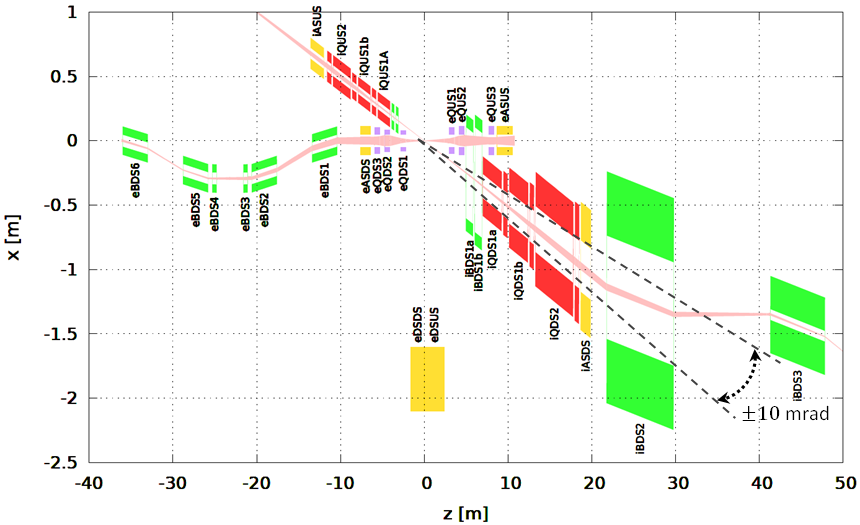 1
0.5
0
-0.5
-1
-1.5
-2
-2.5
x [m]
-40
-30
-20
-10
0
10
20
30
40
50
z [m]
iASUS
iQUS2
iQUS1b
iQUS1A
eBDS6
eBDS5
eBDS4
eBDS3
eBDS2
eBDS1
eASDS
eQDS3
eQDS2
eQDS1
eQUS1
eQUS2
eQUS3
eASUS
iBDS1a
iBDS1b
iQDS1a
iQDS1b
iQDS2
iASDS
eDSDS
eDSUS
iBDS2
iBDS3
±10 mrad